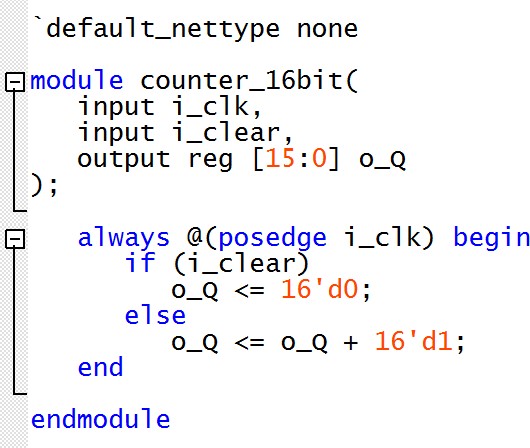 `default_nettype none
module counter_16bit(
input i_clk,
input i_clear,
output reg [15:0] o_Q
);
always @(posedge i_clk) begin
if (i_clear)
o_Q <= 16'd0;
else
o_Q <= o_Q + 16'd1;
end
endmodule